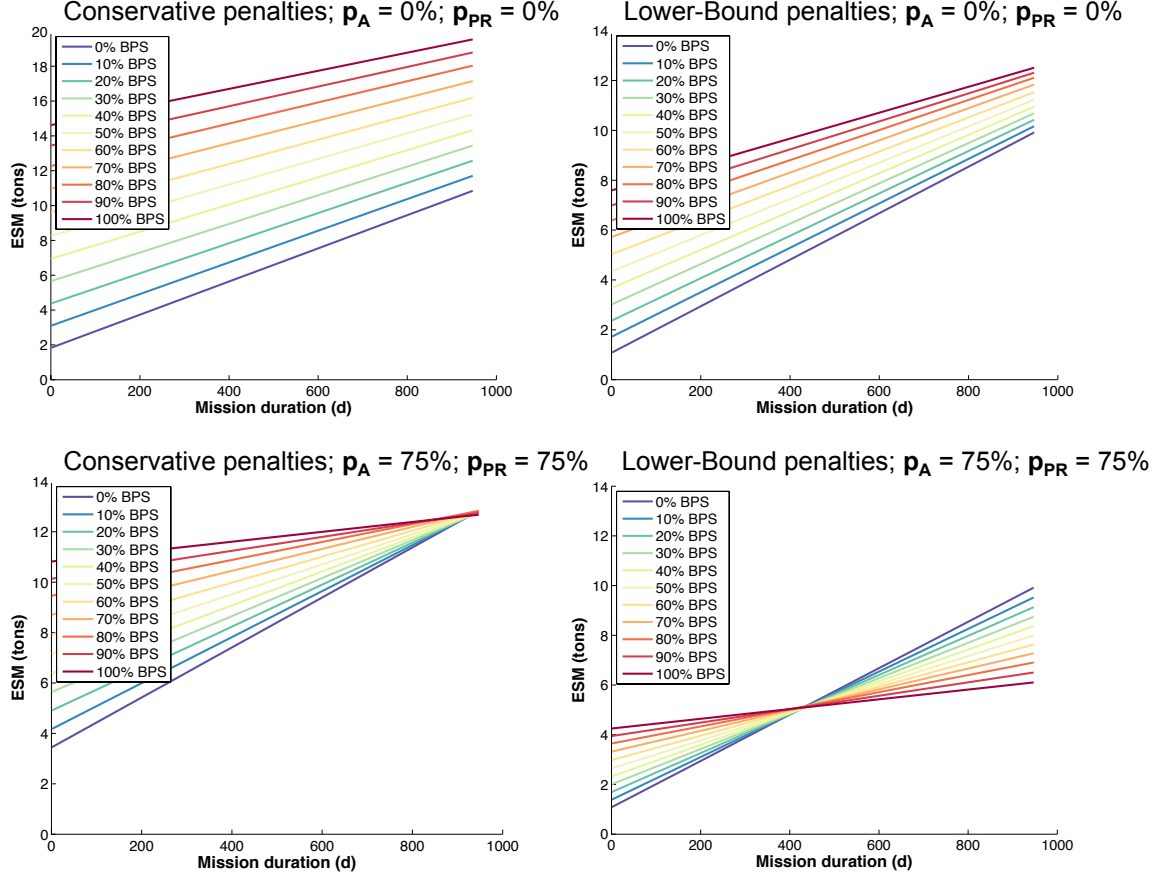 Conservative penalties; pA = 0%; pPR = 0%
20
18
16
14
12
10
8
6
4
2
0
ESM (tons)
0% BPS
10% BPS
20% BPS
30% BPS
40% BPS
50% BPS
60% BPS
70% BPS
80% BPS
90% BPS
100% BPS
0 200 400 600 800 1000
Mission duration (d)
Lower-Bound penalties; pA = 0%; pPR = 0%
14
12
10
8
6
4
2
0
ESM (tons)
0% BPS
10% BPS
20% BPS
30% BPS
40% BPS
50% BPS
60% BPS
70% BPS
80% BPS
90% BPS
100% BPS
0 200 400 600 800 1000
Mission duration (d)
Conservative penalties; pA = 75%; pPR = 75%
14
12
10
8
6
4
2
0
ESM (tons)
0% BPS
10% BPS
20% BPS
30% BPS
40% BPS
50% BPS
60% BPS
70% BPS
80% BPS
90% BPS
100% BPS
0 200 400 600 800 1000
Mission duration (d)
Lower-Bound penalties; pA = 75%; pPR = 75%
14
12
10
8
6
4
2
0
ESM (tons)
0% BPS
10% BPS
20% BPS
30% BPS
40% BPS
50% BPS
60% BPS
70% BPS
80% BPS
90% BPS
100% BPS
0 200 400 600 800 1000
Mission duration (d)